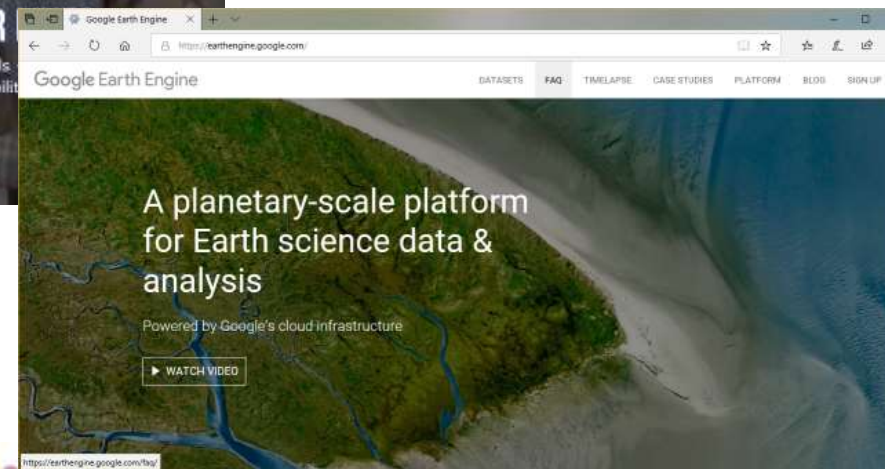 Google Earth Engine
https://earthengine.google.com/
Google Earth Engine
DATASETS FAQ TIMELAPSE CASE STUDIES PLATFORM BLOG SIGN UP
A planetary-scale platform
for Earth science data &
analysis
Powered by Google's cloud infrastructure
WATCH VIDEO
https://earthengine.google.com/faq/